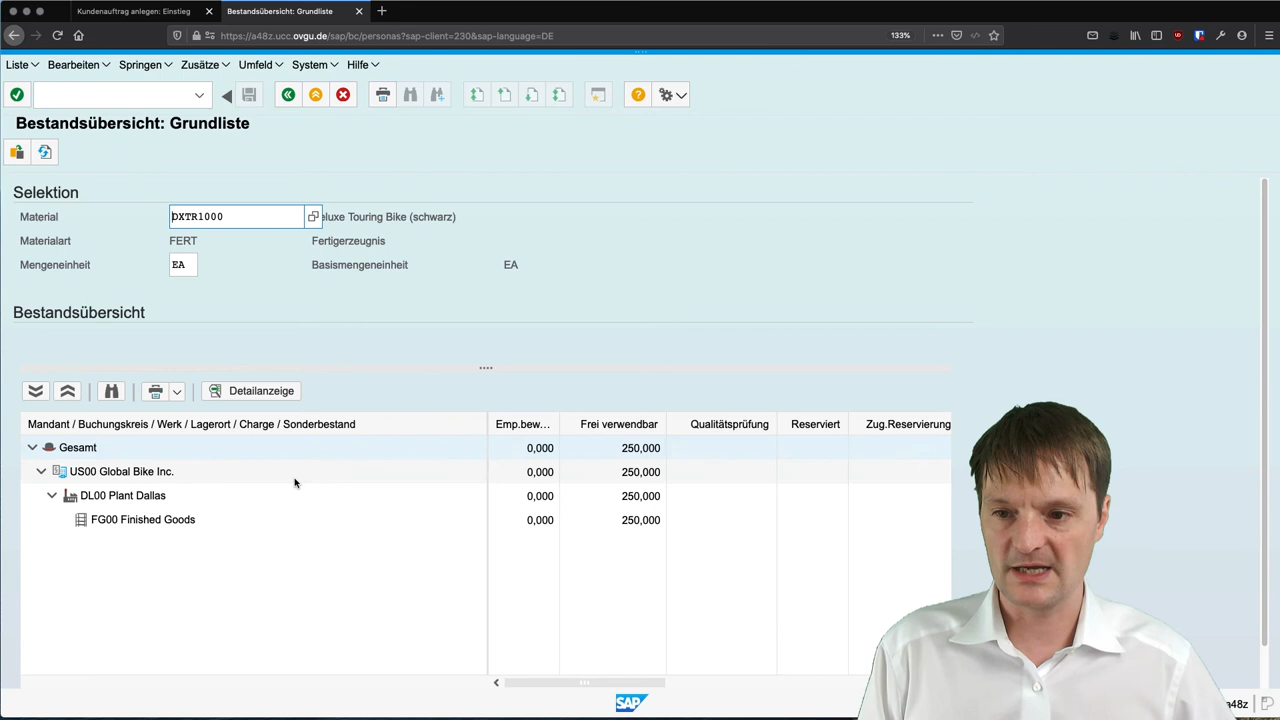 Kundenauftrag anlegen: Einstieg
Bestandsübersicht: Grundliste
https://a48z.ucc.ovgu.de/sap/bc/personas?sap-client=230&sap-language=DE
133%
Liste
Bearbeiten
Springen
Zusätze
Umfeld
System
Hilfe
Bestandsübersicht: Grundliste
Selektion
Material
DXTR1000
eluxe Touring Bike (schwarz)
Materialart
FERT
Fertigerzeugnis
Mengeneinheit
EA
Basismengeneinheit
EA
Bestandsübersicht
Detailanzeige
Mandant / Buchungskreis / Werk / Lagerort / Charge / Sonderbestand
Emp.bew...
Frei verwendbar
Qualitätsprüfung
Reserviert
Zug.Reservierung
Gesamt
0,000
250,000
US00 Global Bike Inc.
0,000
250,000
DL00 Plant Dallas
0,000
250,000
FG00 Finished Goods
0,000
250,000
SAP
a48z